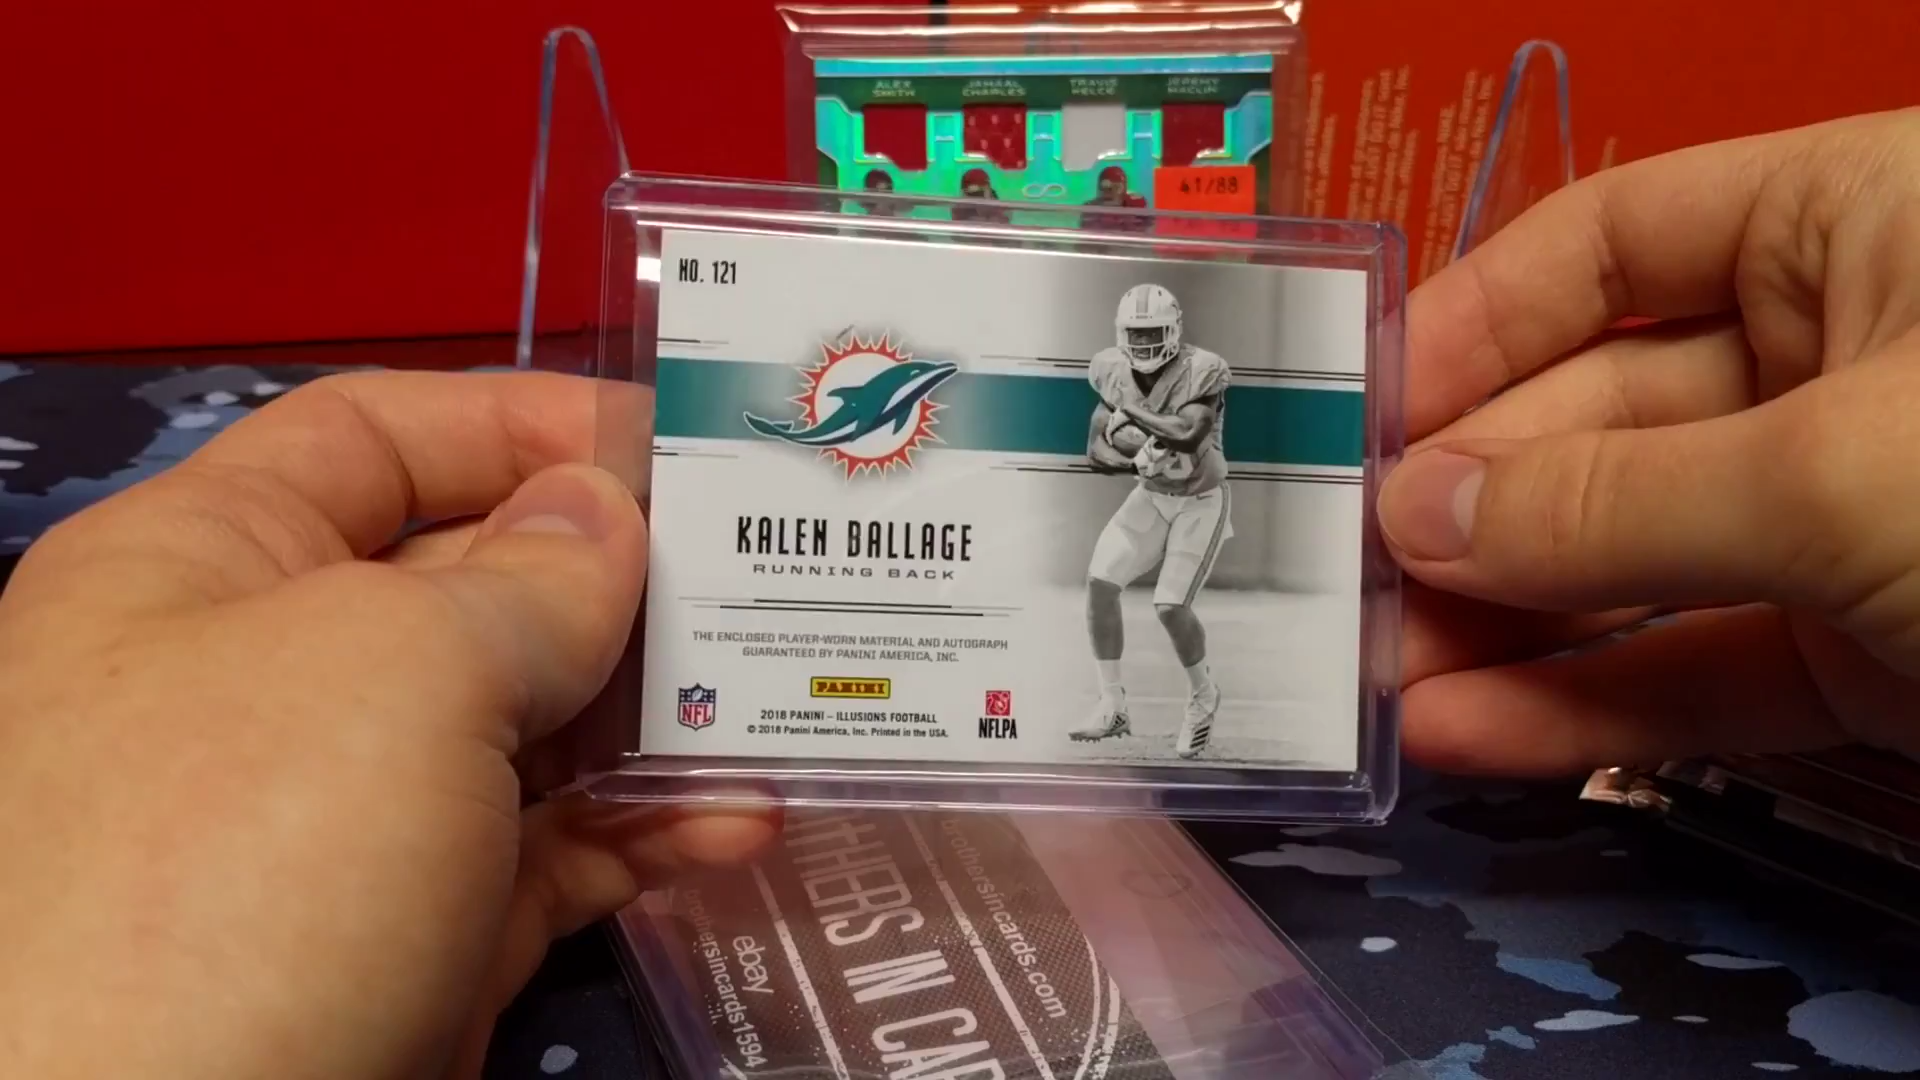 ALEX SMITH
JAMAAL CHARLES
TRAVIS KELCE
JEREMY MACLIN
41/88
NO. 121
KALEN BALLAGE
RUNNING BACK
THE ENCLOSED PLAYER-WORN MATERIAL AND AUTOGRAPH
GUARANTEED BY PANINI AMERICA, INC.
PANINI
NFL
NFLPA
2018 PANINI – ILLUSIONS FOOTBALL
© 2018 Panini America, Inc. Printed in the USA.
IN
brothersincards.com
ebay
brothersincards1594